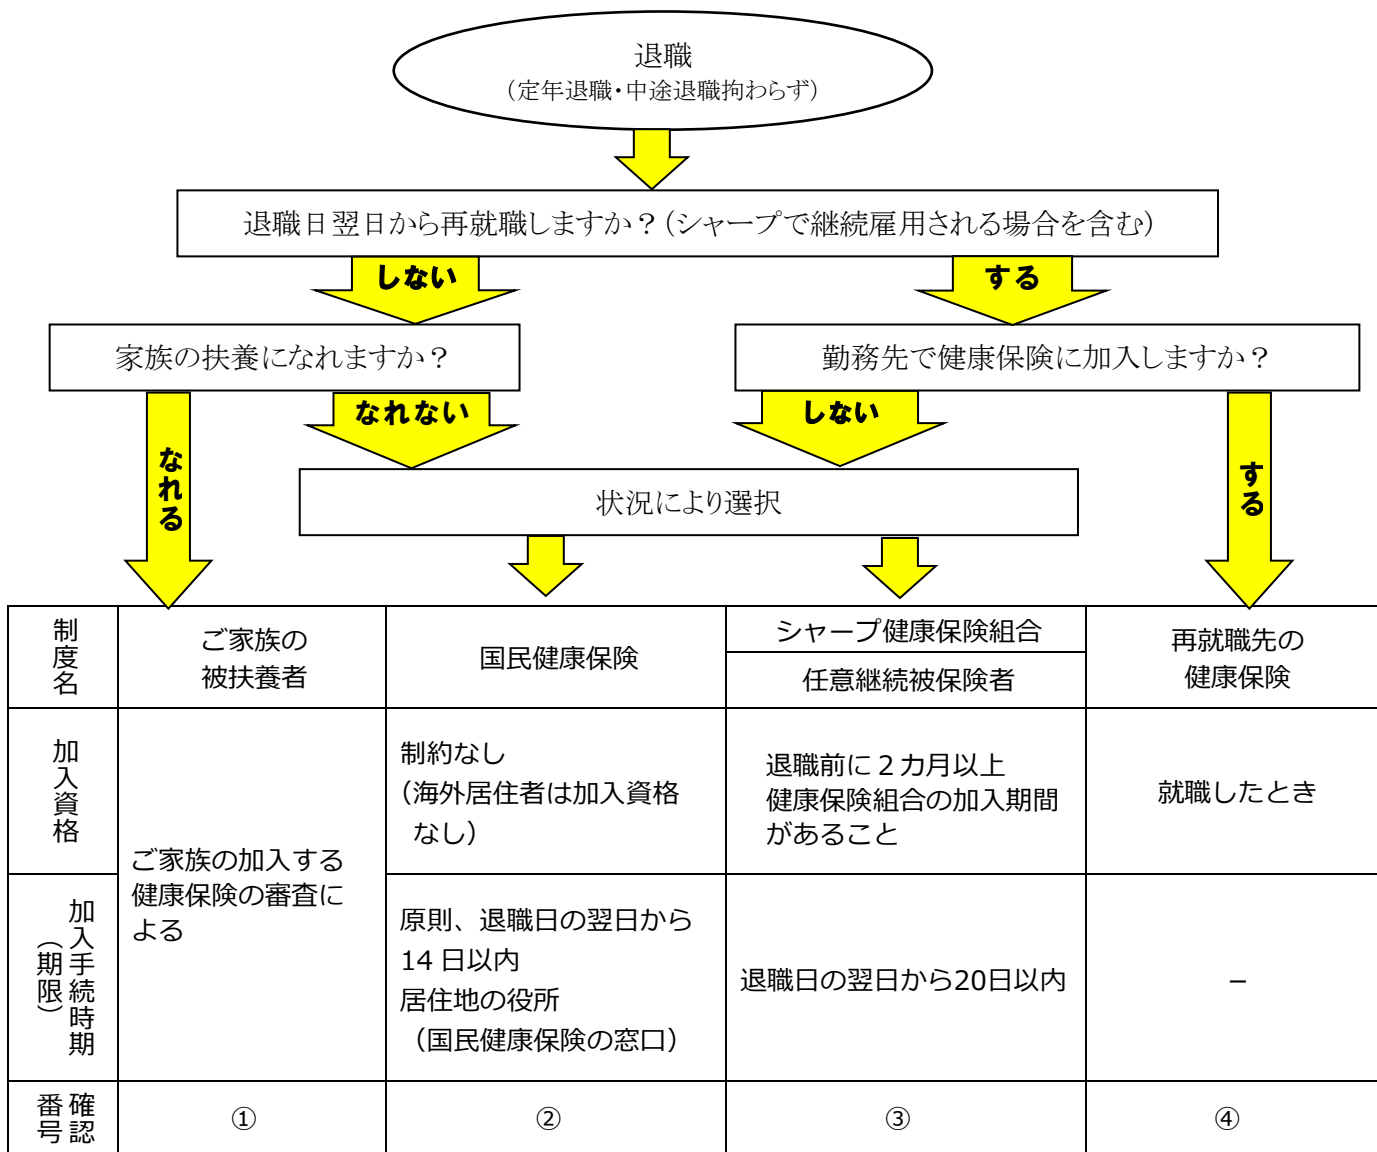 退職
(定年退職・中途退職拘わらず)
退職日翌日から再就職しますか？(シャープで継続雇用される場合を含む)
しない
する
家族の扶養になれますか？
勤務先で健康保険に加入しますか？
なれる
なれない
しない
する
状況により選択
制度名
ご家族の
被扶養者
国民健康保険
シャープ健康保険組合
任意継続被保険者
再就職先の
健康保険
加入資格
ご家族の加入する
健康保険の審査に
よる
制約なし
(海外居住者は加入資格
なし)
退職前に２カ月以上
健康保険組合の加入期間
があること
就職したとき
加入手続時期
(期限)
原則、退職日の翌日から
14 日以内
居住地の役所
(国民健康保険の窓口)
退職日の翌日から20日以内
－
確認
番号
①
②
③
④